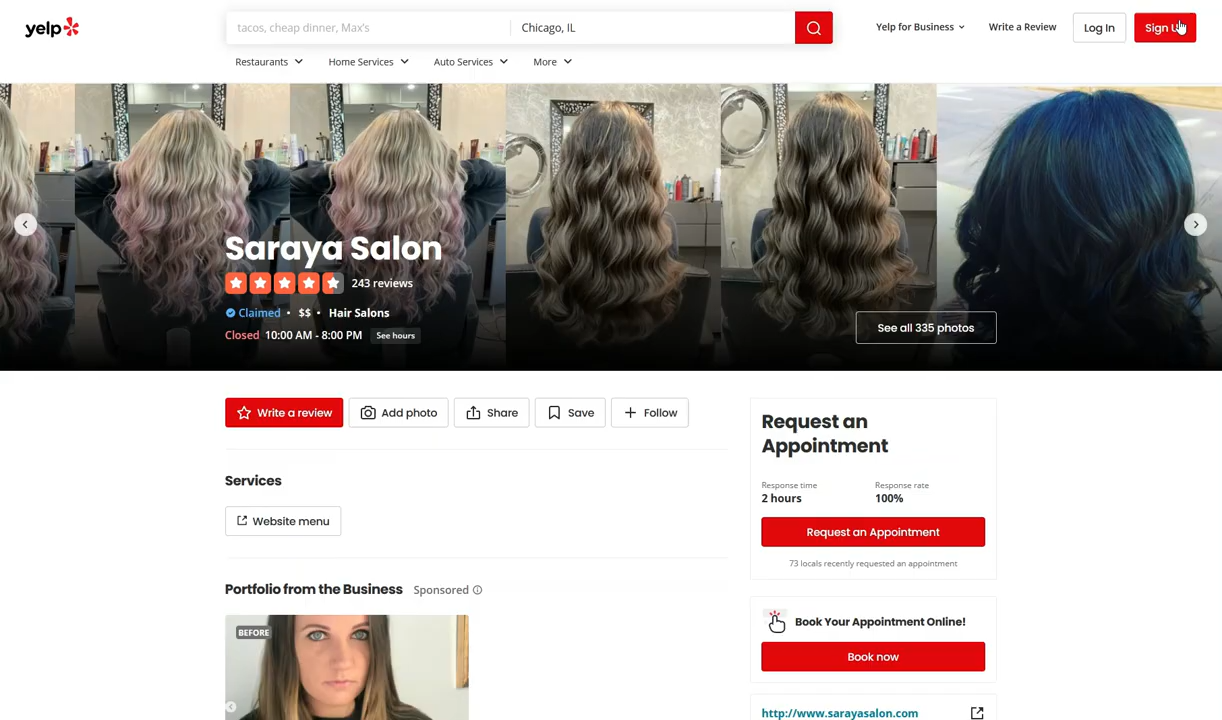 yelp
tacos, cheap dinner, Max's
Chicago, IL
Yelp for Business
Write a Review
Log In
Sign U
Restaurants
Home Services
Auto Services
More
Saraya Salon
243 reviews
Claimed • $$ • Hair Salons
Closed 10:00 AM - 8:00 PM See hours
See all 335 photos
Write a review
Add photo
Share
Save
Follow
Services
Website menu
Portfolio from the Business Sponsored
BEFORE
Request an
Appointment
Response time
2 hours
Response rate
100%
Request an Appointment
73 locals recently requested an appointment
Book Your Appointment Online!
Book now
http://www.sarayasalon.com